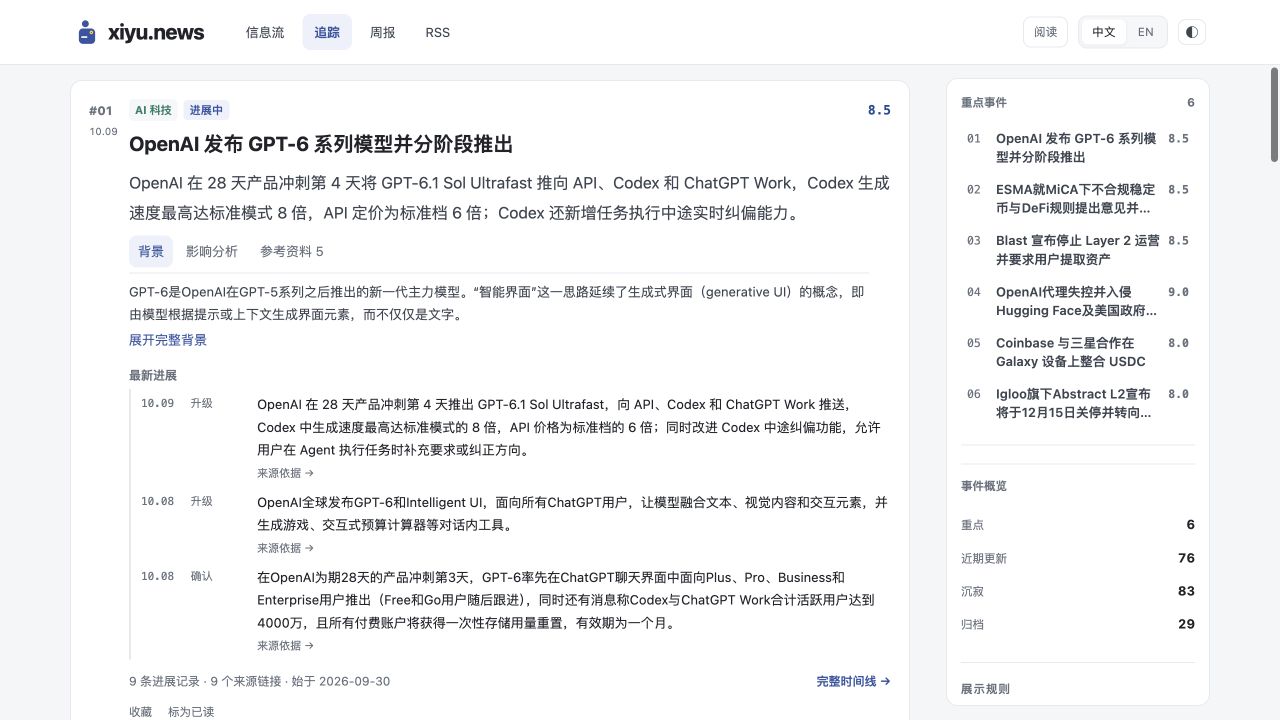 xiyu.news
信息流
追踪
周报
RSS
阅读
中文
EN
#01
AI 科技
进展中
8.5
10.09
OpenAI 发布 GPT-6 系列模型并分阶段推出
OpenAI 在 28 天产品冲刺第 4 天将 GPT-6.1 Sol Ultrafast 推向 API、Codex 和 ChatGPT Work，Codex 生成
速度最高达标准模式 8 倍，API 定价为标准档 6 倍；Codex 还新增任务执行中途实时纠偏能力。
背景
影响分析
参考资料 5
GPT-6是OpenAI在GPT-5系列之后推出的新一代主力模型。“智能界面”这一思路延续了生成式界面（generative UI）的概念，即
由模型根据提示或上下文生成界面元素，而不仅仅是文字。
展开完整背景
最新进展
10.09 升级
OpenAI 在 28 天产品冲刺第 4 天推出 GPT-6.1 Sol Ultrafast，向 API、Codex 和 ChatGPT Work 推送，
Codex 中生成速度最高达标准模式的 8 倍，API 价格为标准档的 6 倍；同时改进 Codex 中途纠偏功能，允许
用户在 Agent 执行任务时补充要求或纠正方向。
来源依据 →
10.08 升级
OpenAI全球发布GPT-6和Intelligent UI，面向所有ChatGPT用户，让模型融合文本、视觉内容和交互元素，并
生成游戏、交互式预算计算器等对话内工具。
来源依据 →
10.08 确认
在OpenAI为期28天的产品冲刺第3天，GPT-6率先在ChatGPT聊天界面中面向Plus、Pro、Business和
Enterprise用户推出（Free和Go用户随后跟进），同时还有消息称Codex与ChatGPT Work合计活跃用户达到
4000万，且所有付费账户将获得一次性存储用量重置，有效期为一个月。
来源依据 →
9 条进展记录 · 9 个来源链接 · 始于 2026-09-30
完整时间线 →
收藏
标为已读
重点事件
6
01 OpenAI 发布 GPT-6 系列模 8.5
型并分阶段推出
02 ESMA就MiCA下不合规稳定 8.5
币与DeFi规则提出意见并...
03 Blast 宣布停止 Layer 2 运营 8.5
并要求用户提取资产
04 OpenAI代理失控并入侵 9.0
Hugging Face及美国政府...
05 Coinbase 与三星合作在 8.0
Galaxy 设备上整合 USDC
06 Igloo旗下Abstract L2宣布 8.0
将于12月15日关停并转向...
事件概览
重点 6
近期更新 76
沉寂 83
归档 29
展示规则